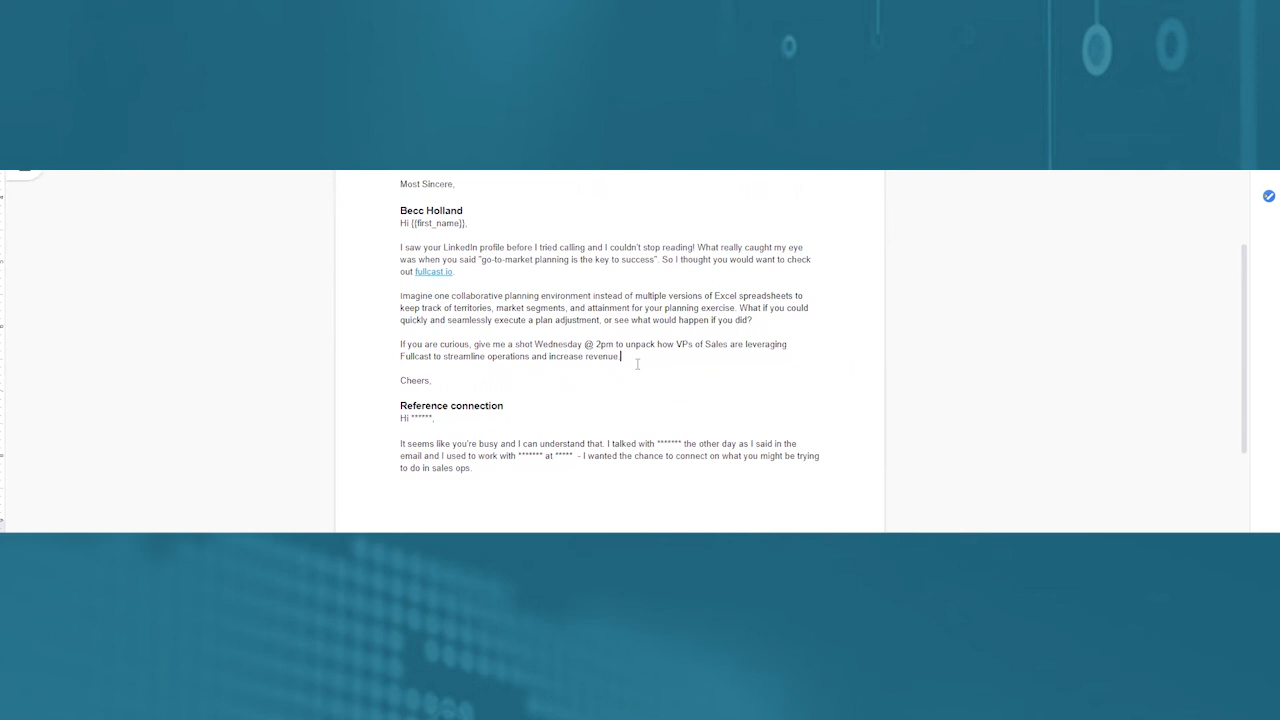 Most Sincere,
Becc Holland
Hi {{first_name}},
I saw your LinkedIn profile before I tried calling and I couldn't stop reading! What really caught my eye
was when you said "go-to-market planning is the key to success". So I thought you would want to check
out fullcast.io.
Imagine one collaborative planning environment instead of multiple versions of Excel spreadsheets to
keep track of territories, market segments, and attainment for your planning exercise. What if you could
quickly and seamlessly execute a plan adjustment, or see what would happen if you did?
If you are curious, give me a shot Wednesday @ 2pm to unpack how VPs of Sales are leveraging
Fullcast to streamline operations and increase revenue.
Cheers,
Reference connection
Hi ******,
It seems like you're busy and I can understand that. I talked with ******* the other day as I said in the
email and I used to work with ******* at ***** - I wanted the chance to connect on what you might be trying
to do in sales ops.